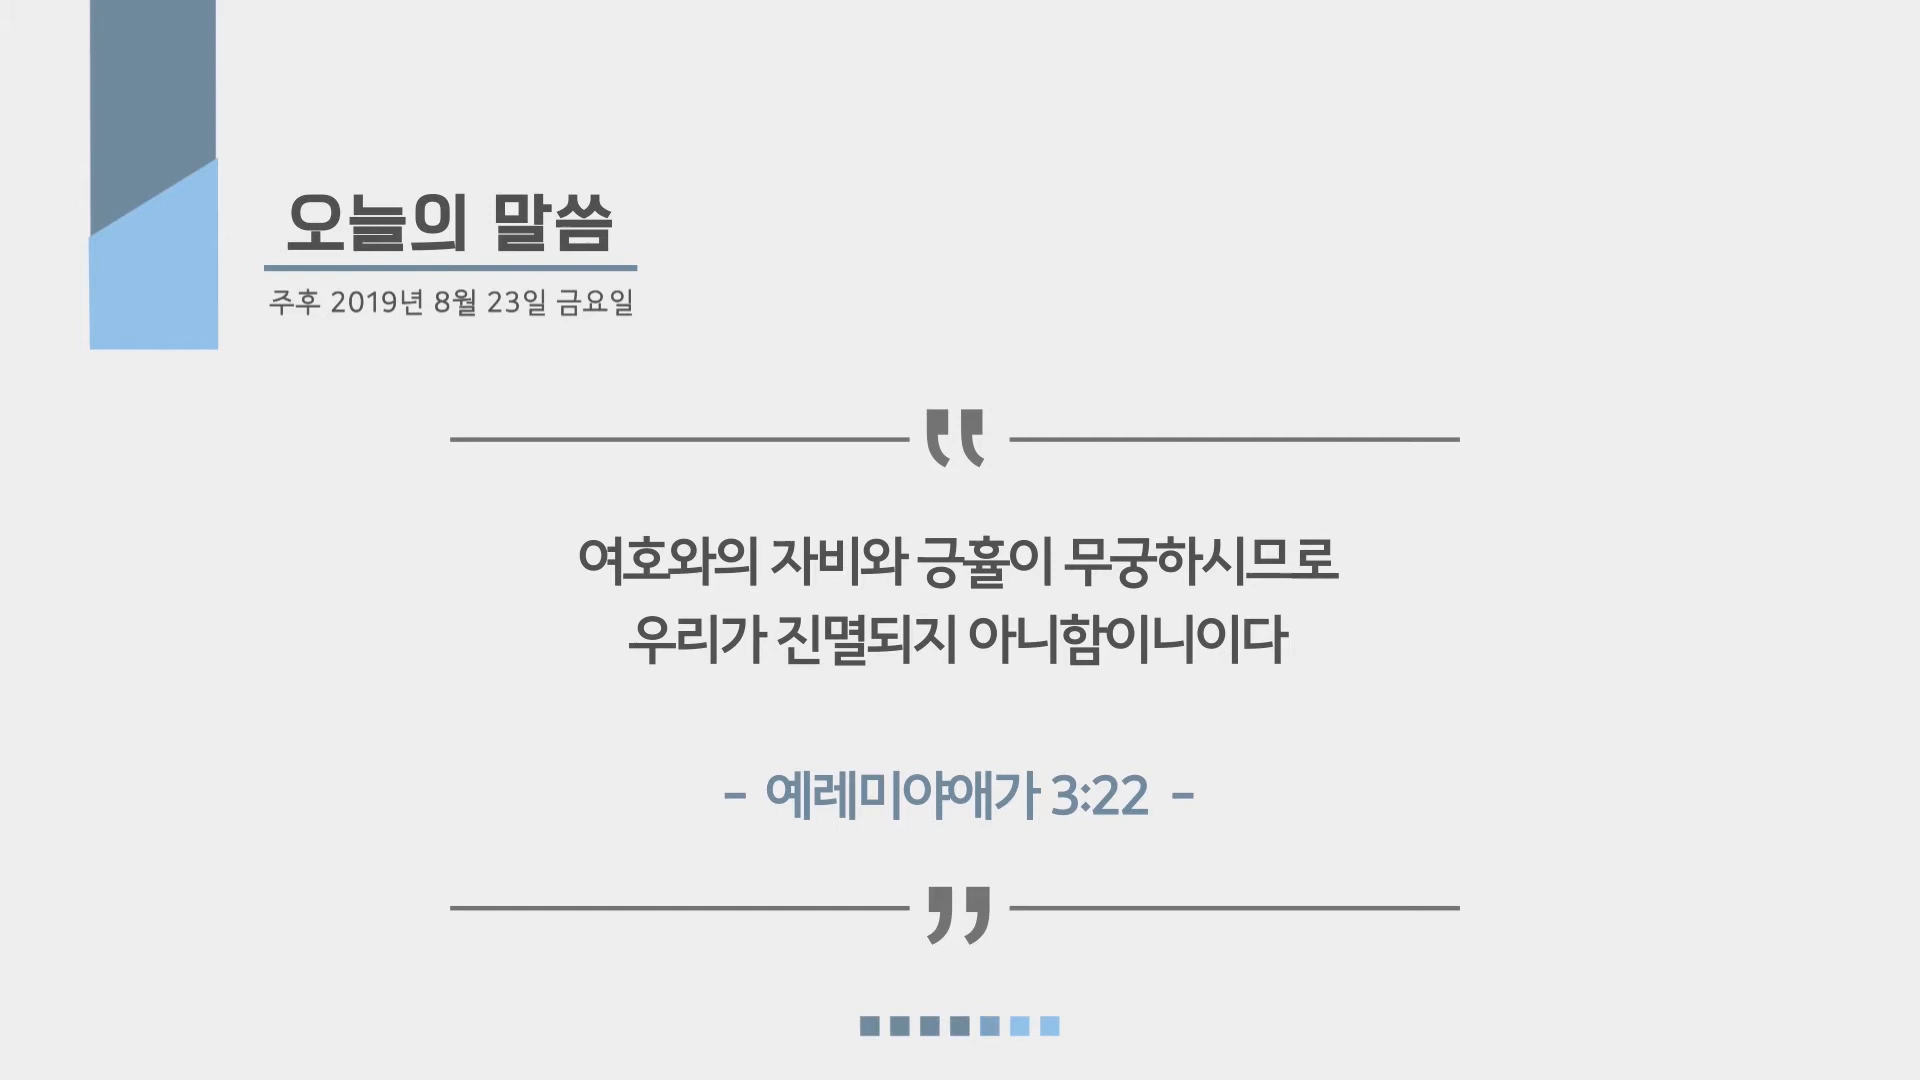 오늘의 말씀
주후 2019년 8월 23일 금요일
"
여호와의 자비와 긍휼이 무궁하시므로
우리가 진멸되지 아니함이니이다
- 예레미야애가 3:22 -
"